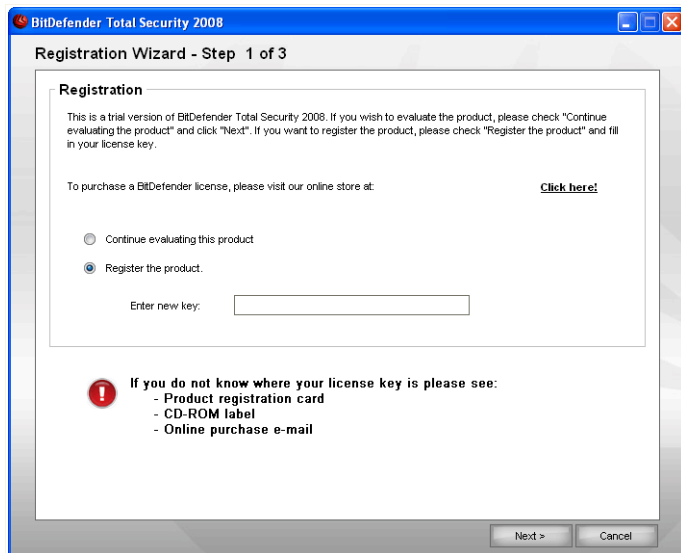 BitDefender Total Security 2008
Registration Wizard - Step 1 of 3
Registration
This is a trial version of BitDefender Total Security 2008. If you wish to evaluate the product, please check "Continue
evaluating the product" and click "Next". If you want to register the product, please check "Register the product" and fill
in your license key.
To purchase a BitDefender license, please visit our online store at: Click here!
Continue evaluating this product
Register the product.
Enter new key:
If you do not know where your license key is please see:
- Product registration card
- CD-ROM label
- Online purchase e-mail
Next > Cancel